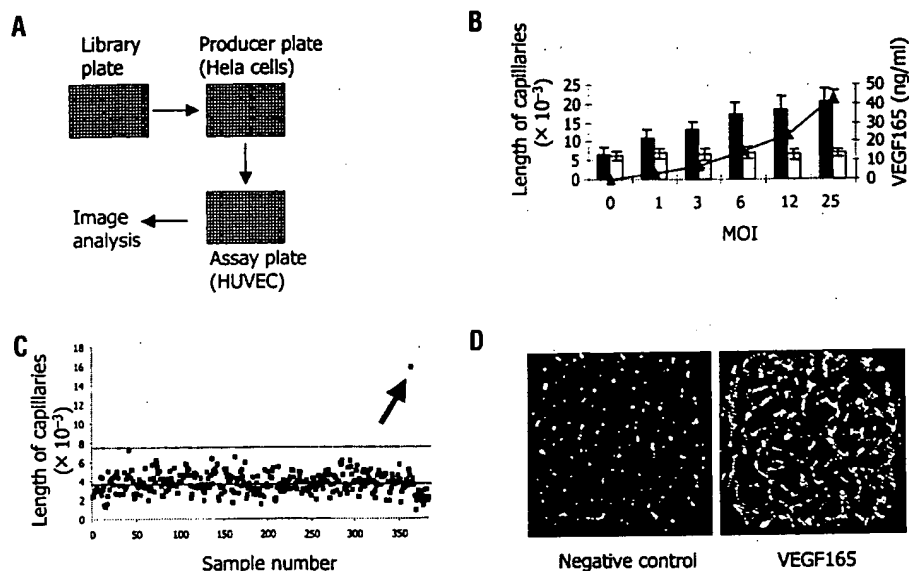 A
Library
plate
Producer plate
(Hela cells)
Image
analysis
Assay plate
(HUVEC)
B
Length of capillaries
(× 10⁻³)
25
20
15
10
5
0
50
40
30
20
10
0
VEGF165 (ng/ml)
0 1 3 6 12 25
MOI
C
Length of capillaries
(× 10⁻³)
18
16
14
12
10
8
6
4
2
0
0 50 100 150 200 250 300 350
Sample number
D
Negative control
VEGF165